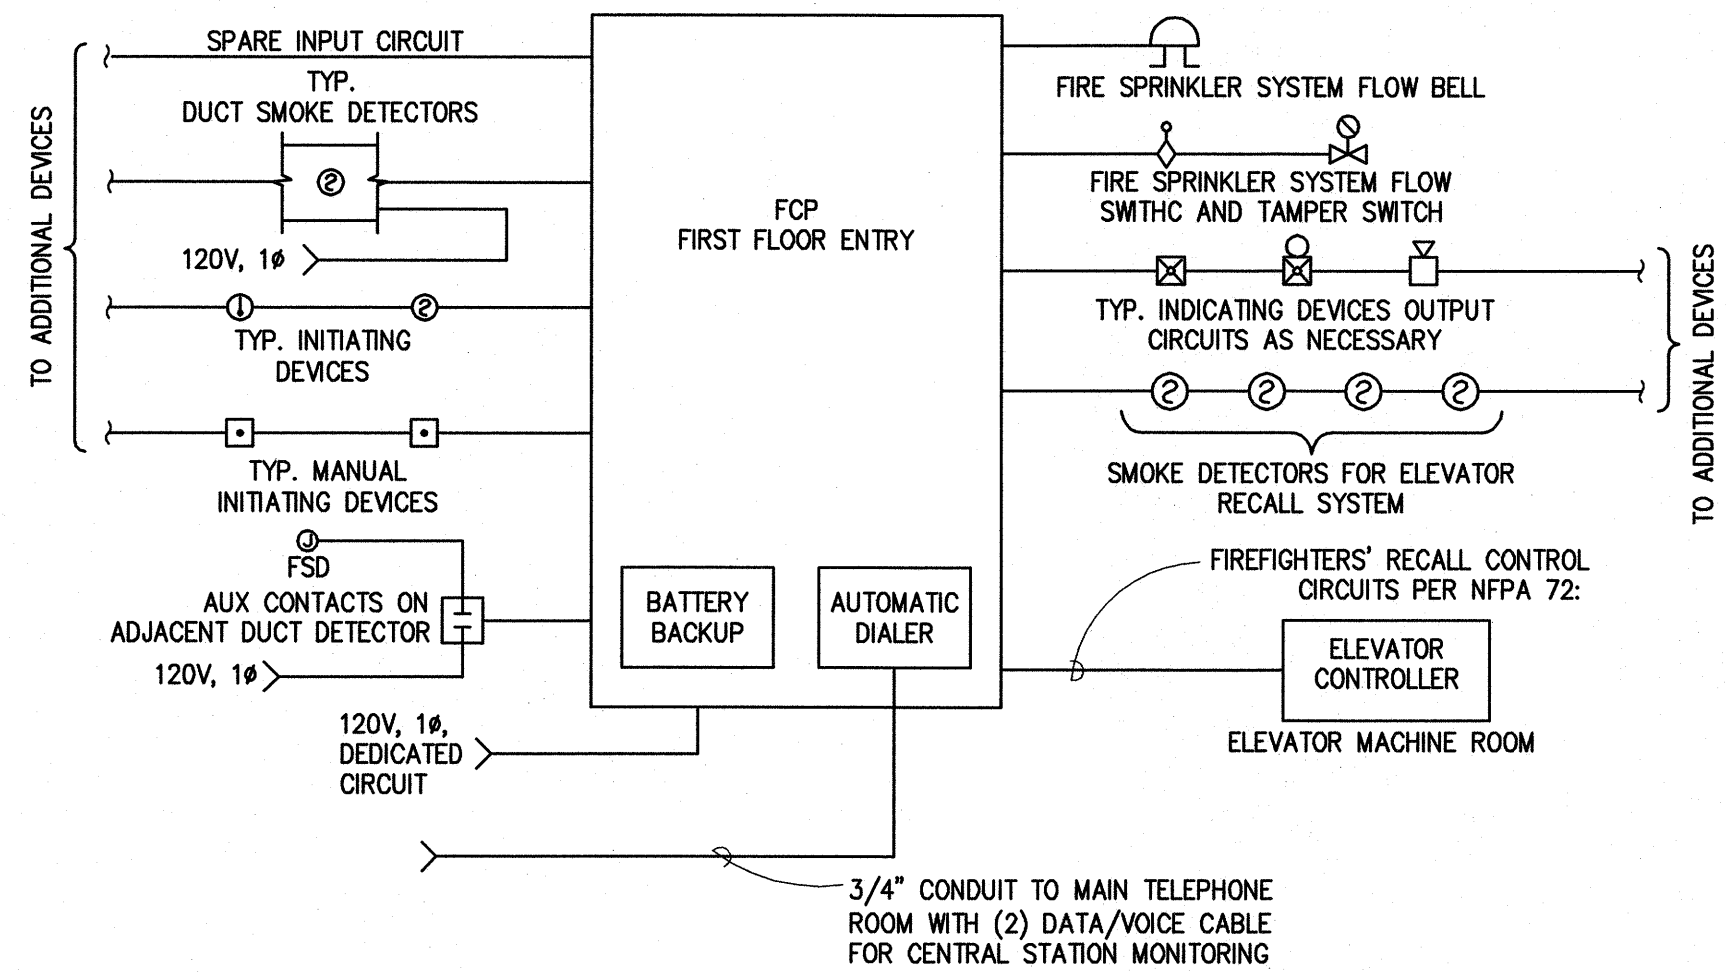 SPARE INPUT CIRCUIT
TYP.
DUCT SMOKE DETECTORS
TO ADDITIONAL DEVICES
120V, 1ø
TYP. INITIATING
DEVICES
TYP. MANUAL
INITIATING DEVICES
J
FSD
AUX CONTACTS ON
ADJACENT DUCT DETECTOR
120V, 1ø
120V, 1ø,
DEDICATED
CIRCUIT
FCP
FIRST FLOOR ENTRY
BATTERY
BACKUP
AUTOMATIC
DIALER
FIRE SPRINKLER SYSTEM FLOW BELL
FIRE SPRINKLER SYSTEM FLOW
SWITHC AND TAMPER SWITCH
TYP. INDICATING DEVICES OUTPUT
CIRCUITS AS NECESSARY
TO ADDITIONAL DEVICES
SMOKE DETECTORS FOR ELEVATOR
RECALL SYSTEM
FIREFIGHTERS' RECALL CONTROL
CIRCUITS PER NFPA 72:
ELEVATOR
CONTROLLER
ELEVATOR MACHINE ROOM
3/4" CONDUIT TO MAIN TELEPHONE
ROOM WITH (2) DATA/VOICE CABLE
FOR CENTRAL STATION MONITORING